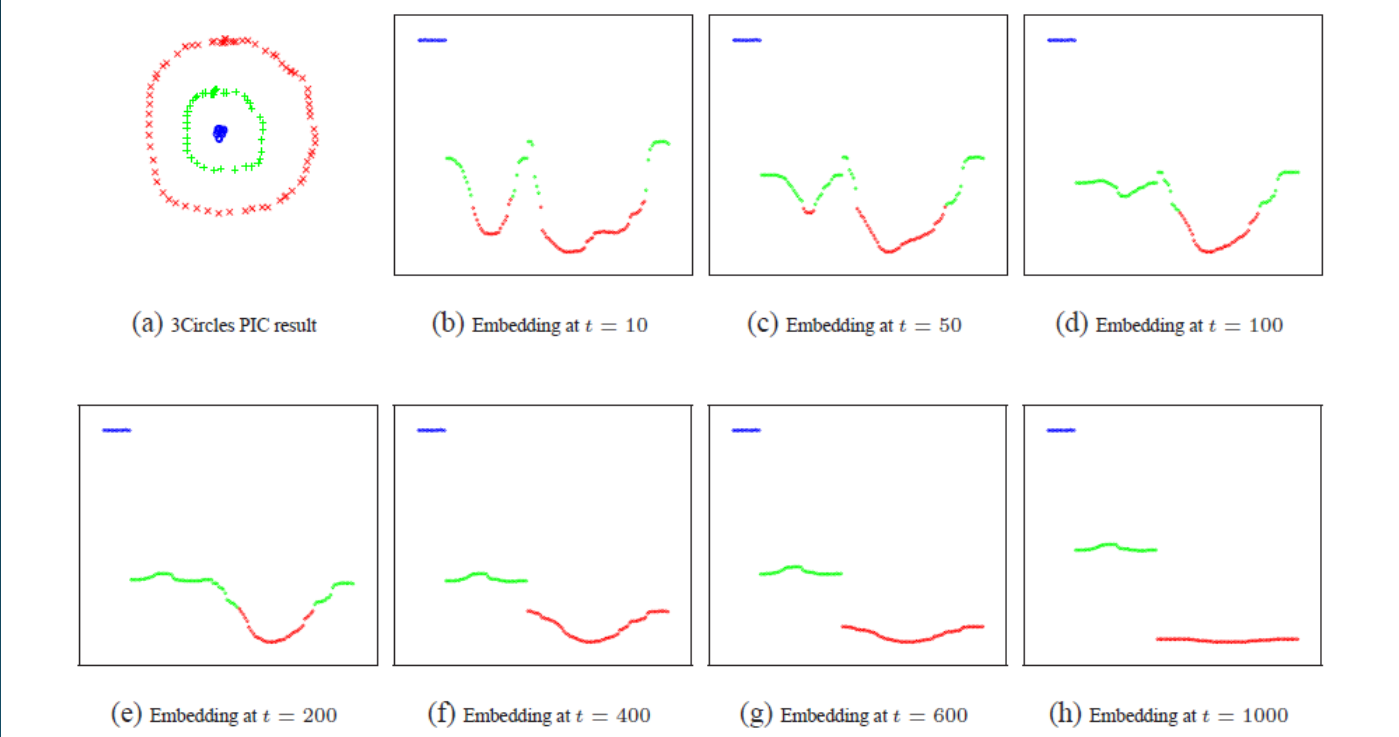 (a) 3Circles PIC result
(b) Embedding at t = 10
(c) Embedding at t = 50
(d) Embedding at t = 100
(e) Embedding at t = 200
(f) Embedding at t = 400
(g) Embedding at t = 600
(h) Embedding at t = 1000